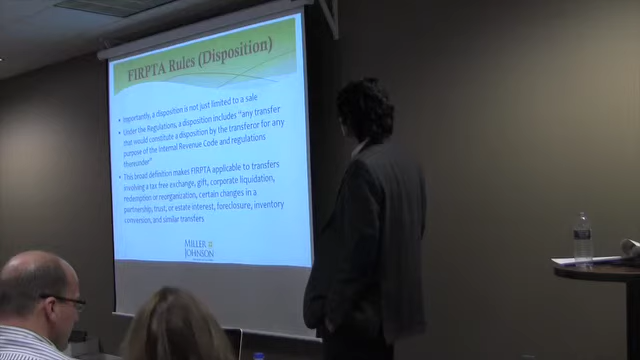 FIRPTA Rules (Disposition)
• Importantly, a disposition is not just limited to a sale
• Under the Regulations, a disposition includes "any transfer
that would constitute a disposition by the transferor for any
purpose of the Internal Revenue Code and regulations
thereunder"
• This broad definition makes FIRPTA applicable to transfers
involving a tax free exchange, gift, corporate liquidation,
redemption or reorganization, certain changes in a
partnership, trust, or estate interest, foreclosure, inventory
conversion, and similar transfers
MILLER
JOHNSON